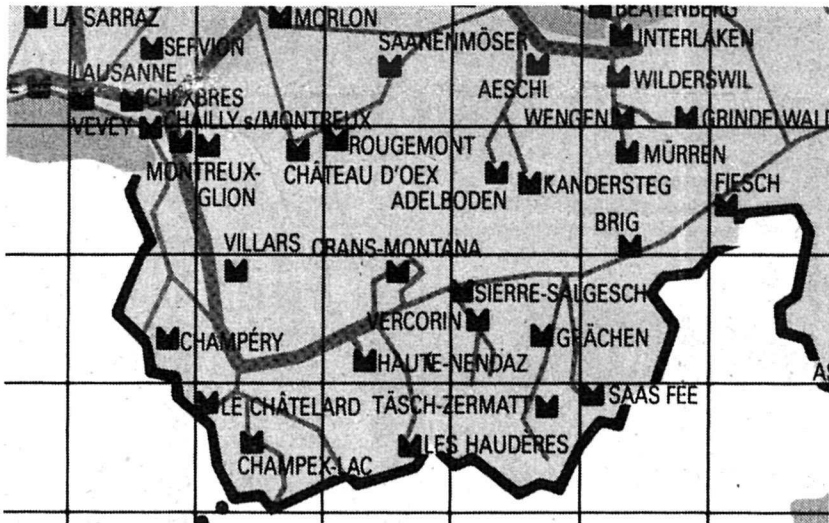 LA SARRAZ
MORLON
BEATENBERG
SERVION
SAANENMÖSER
INTERLAKEN
LAUSANNE
AESCHI
WILDERSWIL
CHEXBRES
VEVEY
CHAILLY s/MONTREUX
WENGEN
GRINDELWALD
ROUGEMONT
MÜRREN
MONTREUX-
GLION
CHÂTEAU D'OEX
ADELBODEN
KANDERSTEG
FIESCH
BRIG
VILLARS
CRANS-MONTANA
SIERRE-SALGESCH
VERCORIN
CHAMPÉRY
GRÄCHEN
HAUTE-NENDAZ
LE CHÂTELARD
TÄSCH-ZERMATT
SAAS FEE
LES HAUDÈRES
CHAMPEX-LAC